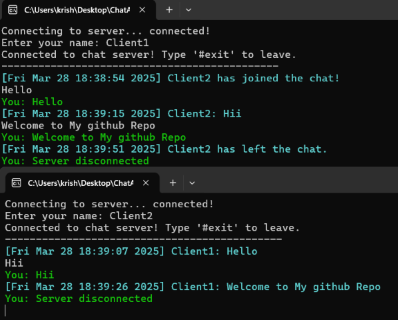 C:\Users\krish\Desktop\ChatA
Connecting to server... connected!
Enter your name: Client1
Connected to chat server! Type '#exit' to leave.
----------------------------------------------
[Fri Mar 28 18:38:54 2025] Client2 has joined the chat!
Hello
You: Hello
[Fri Mar 28 18:39:15 2025] Client2: Hii
Welcome to My github Repo
You: Welcome to My github Repo
[Fri Mar 28 18:39:51 2025] Client2 has left the chat.
You: Server disconnected
C:\Users\krish\Desktop\ChatA
Connecting to server... connected!
Enter your name: Client2
Connected to chat server! Type '#exit' to leave.
----------------------------------------------
[Fri Mar 28 18:39:07 2025] Client1: Hello
Hii
You: Hii
[Fri Mar 28 18:39:26 2025] Client1: Welcome to My github Repo
You: Server disconnected